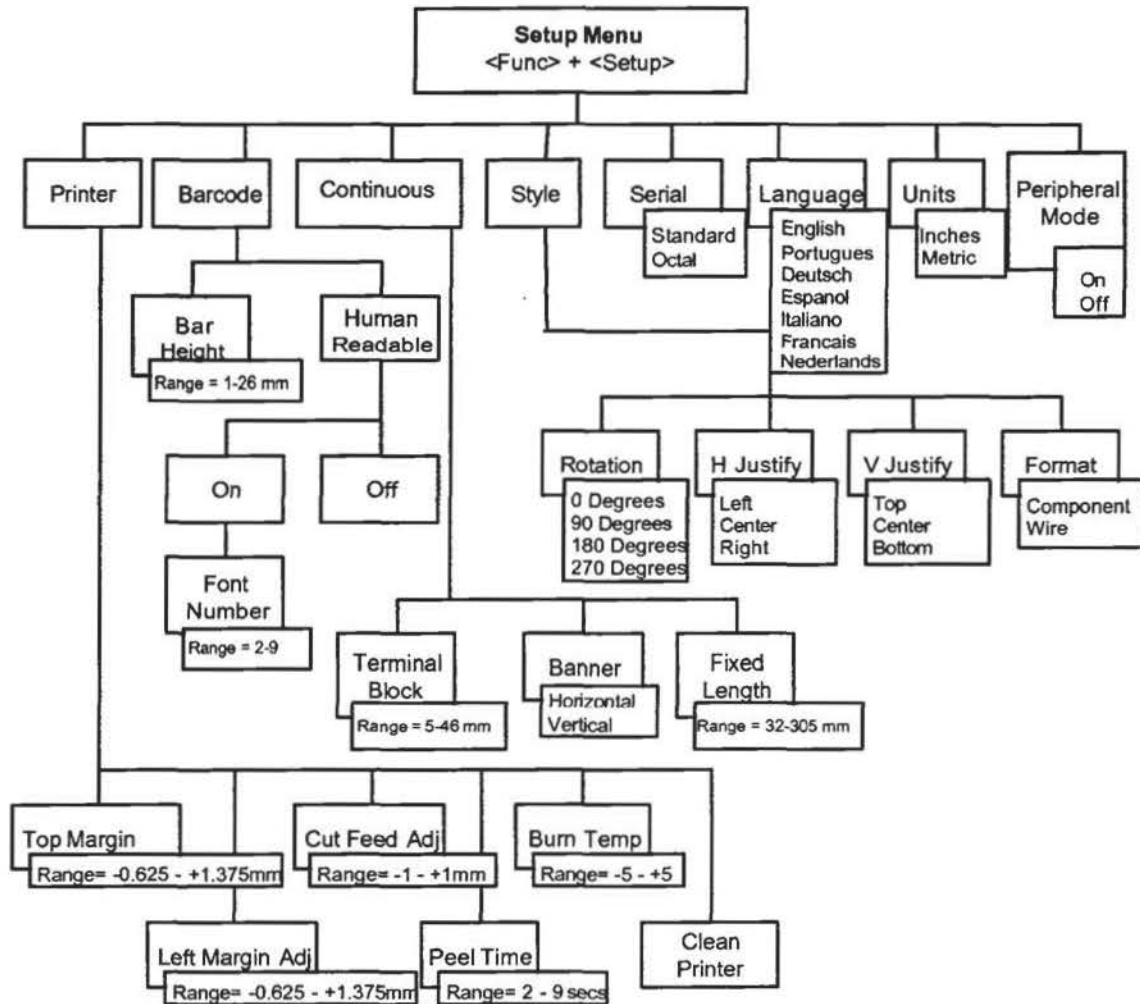 Setup Menu
<Func> + <Setup>
Printer
Barcode
Continuous
Style
Serial
Standard
Octal
Language
English
Portugues
Deutsch
Espanol
Italiano
Francais
Nederlands
Units
Inches
Metric
Peripheral
Mode
On
Off
Bar
Height
Range = 1-26 mm
Human
Readable
On
Off
Font
Number
Range = 2-9
Rotation
0 Degrees
90 Degrees
180 Degrees
270 Degrees
H Justify
Left
Center
Right
V Justify
Top
Center
Bottom
Format
Component
Wire
Terminal
Block
Range = 5-46 mm
Banner
Horizontal
Vertical
Fixed
Length
Range = 32-305 mm
Top Margin
Range= -0.625 - +1.375mm
Cut Feed Adj
Range= -1 - +1mm
Burn Temp
Range= -5 - +5
Left Margin Adj
Range= -0.625 - +1.375mm
Peel Time
Range= 2 - 9 secs
Clean
Printer